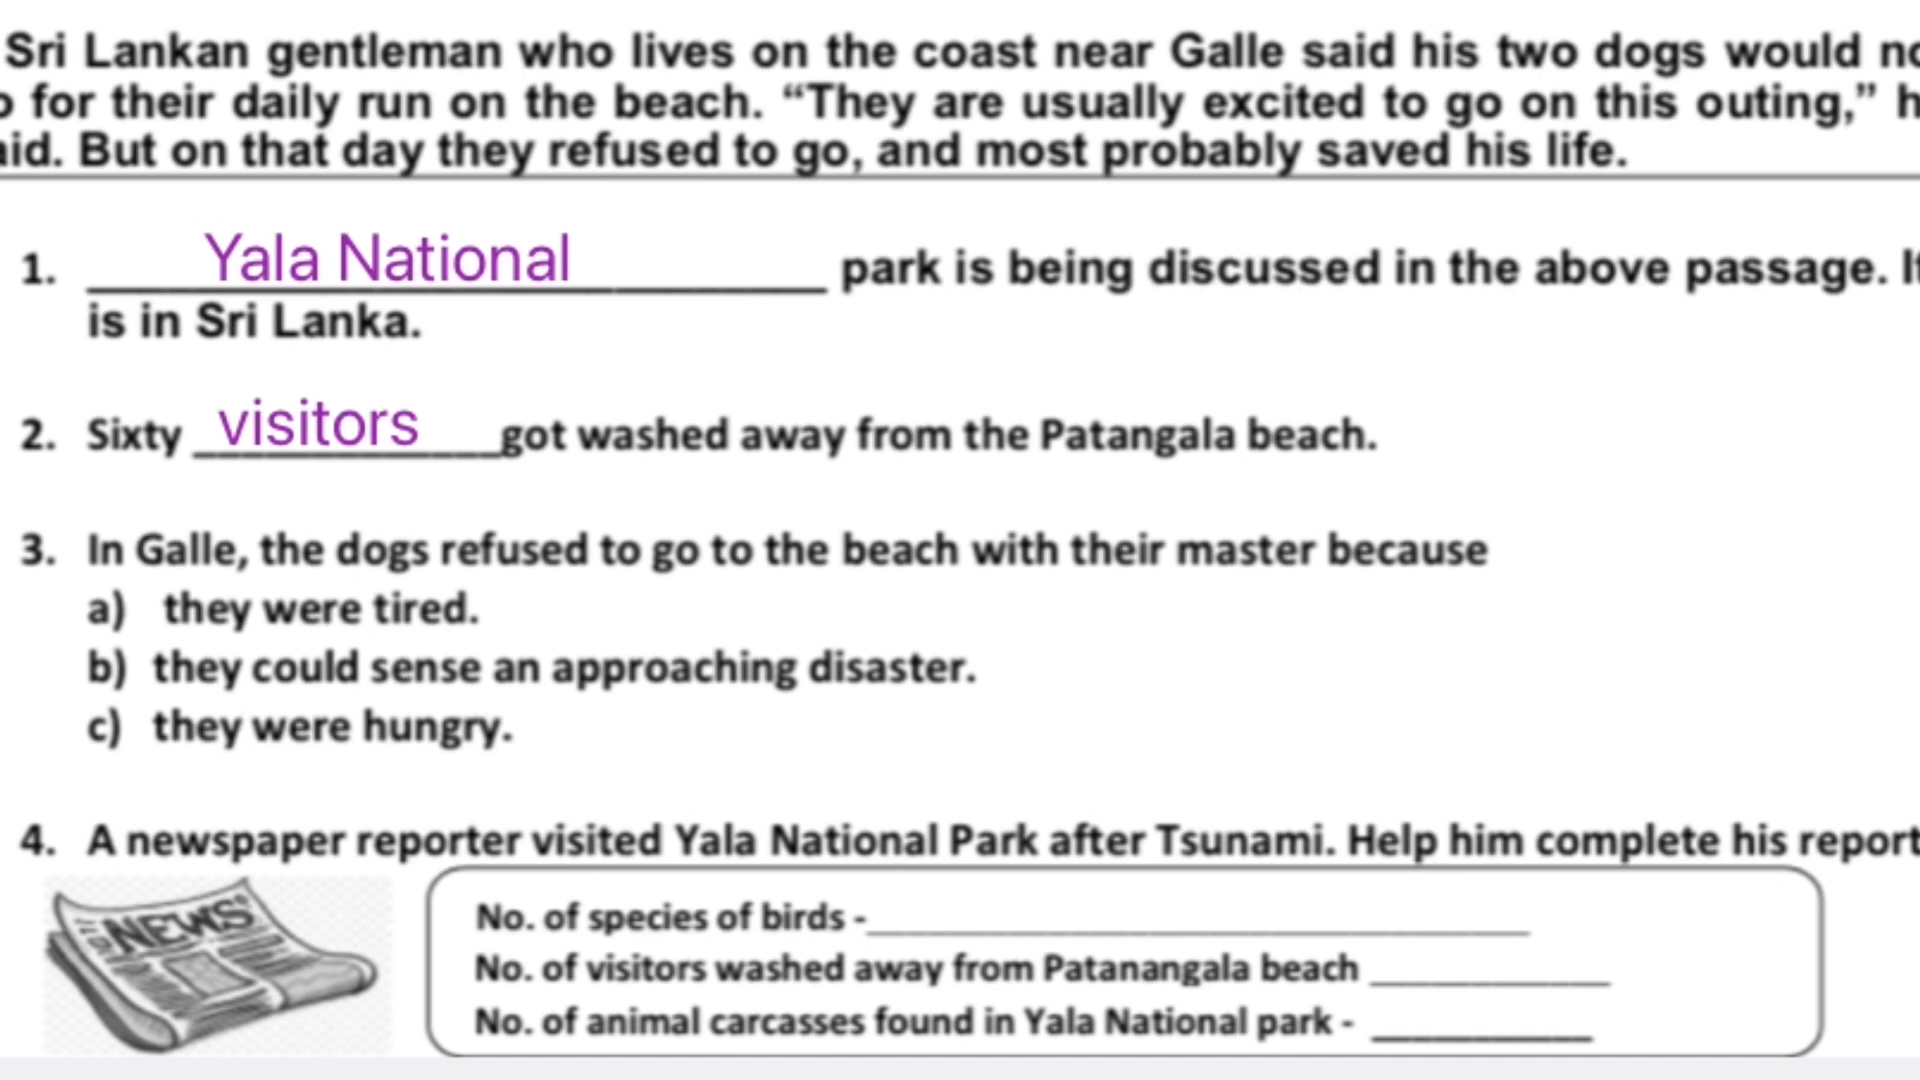 Sri Lankan gentleman who lives on the coast near Galle said his two dogs would
for their daily run on the beach. “They are usually excited to go on this outing,”
But on that day they refused to go, and most probably saved his life.
1. Yala National park is being discussed in the above passage.
is in Sri Lanka.
2. Sixty visitors got washed away from the Patangala beach.
3. In Galle, the dogs refused to go to the beach with their master because
a) they were tired.
b) they could sense an approaching disaster.
c) they were hungry.
4. A newspaper reporter visited Yala National Park after Tsunami. Help him complete his report
NEWS
No. of species of birds -
No. of visitors washed away from Patanangala beach
No. of animal carcasses found in Yala National park -